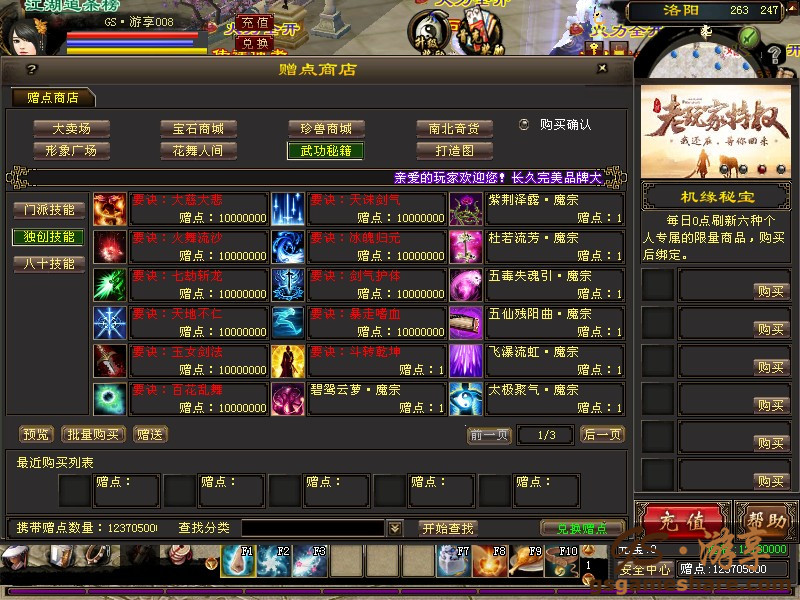 GS·游享008
充值
兑换
洛阳 263 247
赠点商店
赠点商店
大卖场 宝石商城 珍兽商城 南北奇货 购买确认
形象广场 花舞人间 武功秘籍 打造图
亲爱的玩家欢迎您！长久完美品牌大
门派技能
独创技能
八十技能
要诀：大慈大悲
赠点：10000000
要诀：天诛剑气
赠点：10000000
紫荆泽露·魔宗
赠点：1
要诀：火舞流沙
赠点：10000000
要诀：冰魄归元
赠点：10000000
杜若流芳·魔宗
赠点：1
要诀：七劫斩龙
赠点：10000000
要诀：剑气护体
赠点：10000000
五毒失魂引·魔宗
赠点：1
要诀：天地不仁
赠点：10000000
要诀：暴走嗜血
赠点：10000000
五仙残阳曲·魔宗
赠点：1
要诀：玉女剑法
赠点：10000000
要诀：斗转乾坤
赠点：1
飞瀑流虹·魔宗
赠点：1
要诀：百花乱舞
赠点：10000000
碧鸳云萝·魔宗
赠点：1
太极聚气·魔宗
赠点：1
预览 批量购买 赠送 前一页 1/3 后一页
最近购买列表
赠点： 赠点： 赠点： 赠点： 赠点：
携带赠点数量：12370500 查找分类 开始查找 兑换赠点
老玩家特权
我还在，等你回来
机缘秘宝
每日0点刷新六种个
人专属的限量商品，购买
后绑定。
购买
购买
购买
购买
购买
购买
充值 帮助
F1 F2 F3 F7 F8 F9 F10 1
安全中心 赠点：123705000